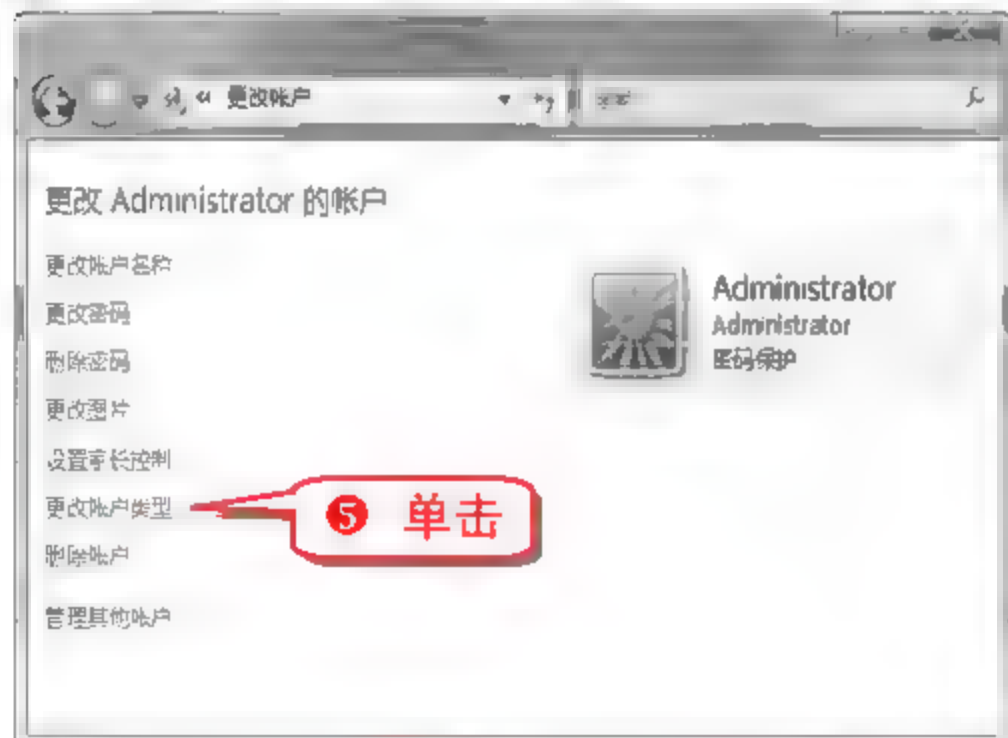 « 更改帐户
更改 Administrator 的帐户
更改帐户名称
更改密码
删除密码
更改图片
设置家长控制
更改帐户类型
删除帐户
管理其他帐户
Administrator
Administrator
密码保护
❺ 单击